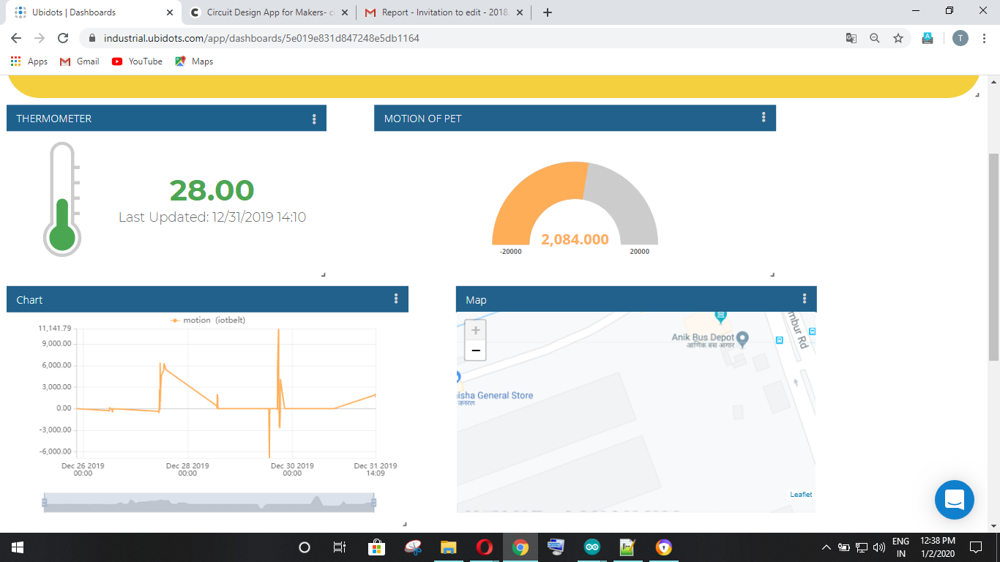 Ubidots | Dashboards
Circuit Design App for Makers- c
Report - Invitation to edit - 2018
industrial.ubidots.com/app/dashboards/5e019e831d847248e5db1164
T
Apps
Gmail
YouTube
Maps
THERMOMETER
28.00
Last Updated: 12/31/2019 14:10
MOTION OF PET
2,084.000
-20000
20000
Chart
motion (iotbelt)
11,141.79
9,000.00
6,000.00
3,000.00
0.00
-3,000.00
-6,000.00
Dec 26 2019
00:00
Dec 28 2019
00:00
Dec 30 2019
00:00
Dec 31 2019
14:09
Map
+
−
Anik Bus Depot
आणिक बस आगार
mbur Rd
isha General Store
जनरल
Leaflet
ENG
IN
12:38 PM
1/2/2020